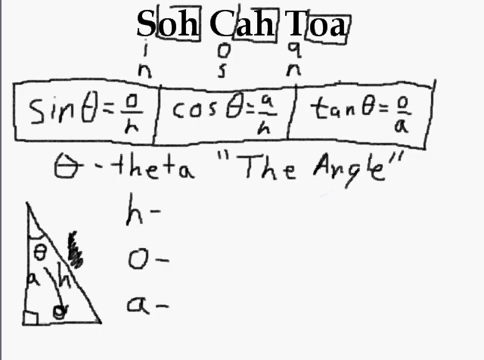 Soh Cah Toa
i o a
n s n
sinθ=o/h cosθ=a/h tanθ=o/a
θ-theta "The Angle"
h-
o-
a-
θ
a h